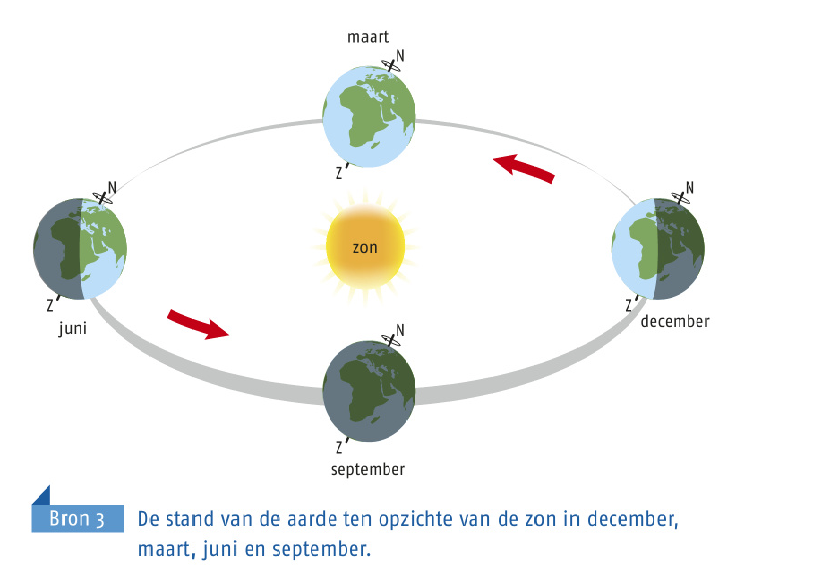 maart
N
Z
N
Z
juni
zon
N
Z
december
N
Z
september
Bron 3
De stand van de aarde ten opzichte van de zon in december,
maart, juni en september.